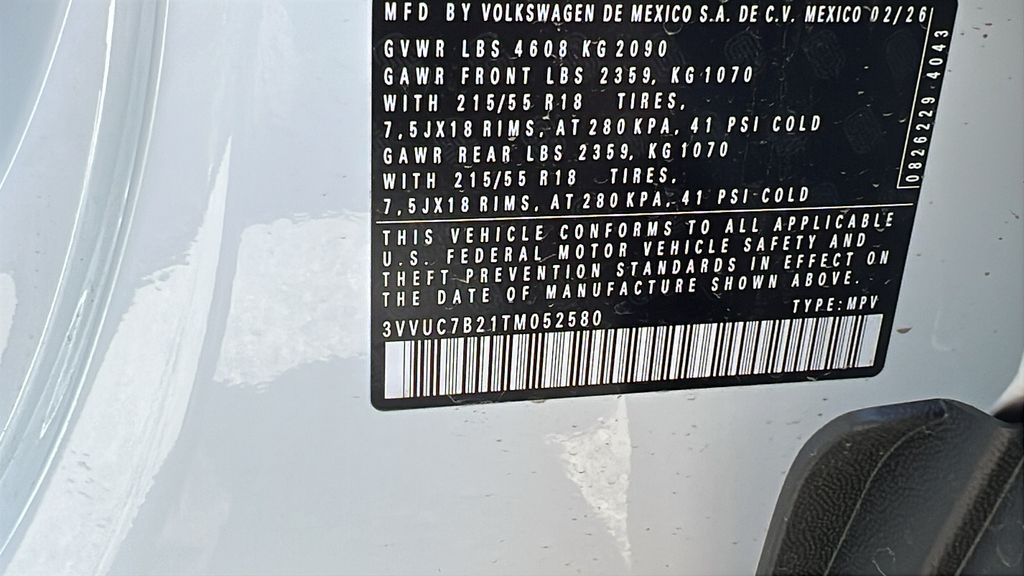 MFD BY VOLKSWAGEN DE MEXICO S.A. DE C.V. MEXICO 02/26
GVWR LBS 4608 KG 2090
GAWR FRONT LBS 2359, KG 1070
WITH 215/55 R18 TIRES,
7,5JX18 RIMS, AT 280 KPA, 41 PSI COLD
GAWR REAR LBS 2359, KG 1070
WITH 215/55 R18 TIRES,
7,5JX18 RIMS, AT 280 KPA, 41 PSI COLD
0826229 4043
THIS VEHICLE CONFORMS TO ALL APPLICABLE
U.S. FEDERAL MOTOR VEHICLE SAFETY AND
THEFT PREVENTION STANDARDS IN EFFECT ON
THE DATE OF MANUFACTURE SHOWN ABOVE.
TYPE: MPV
3VVUC7B21TM052580